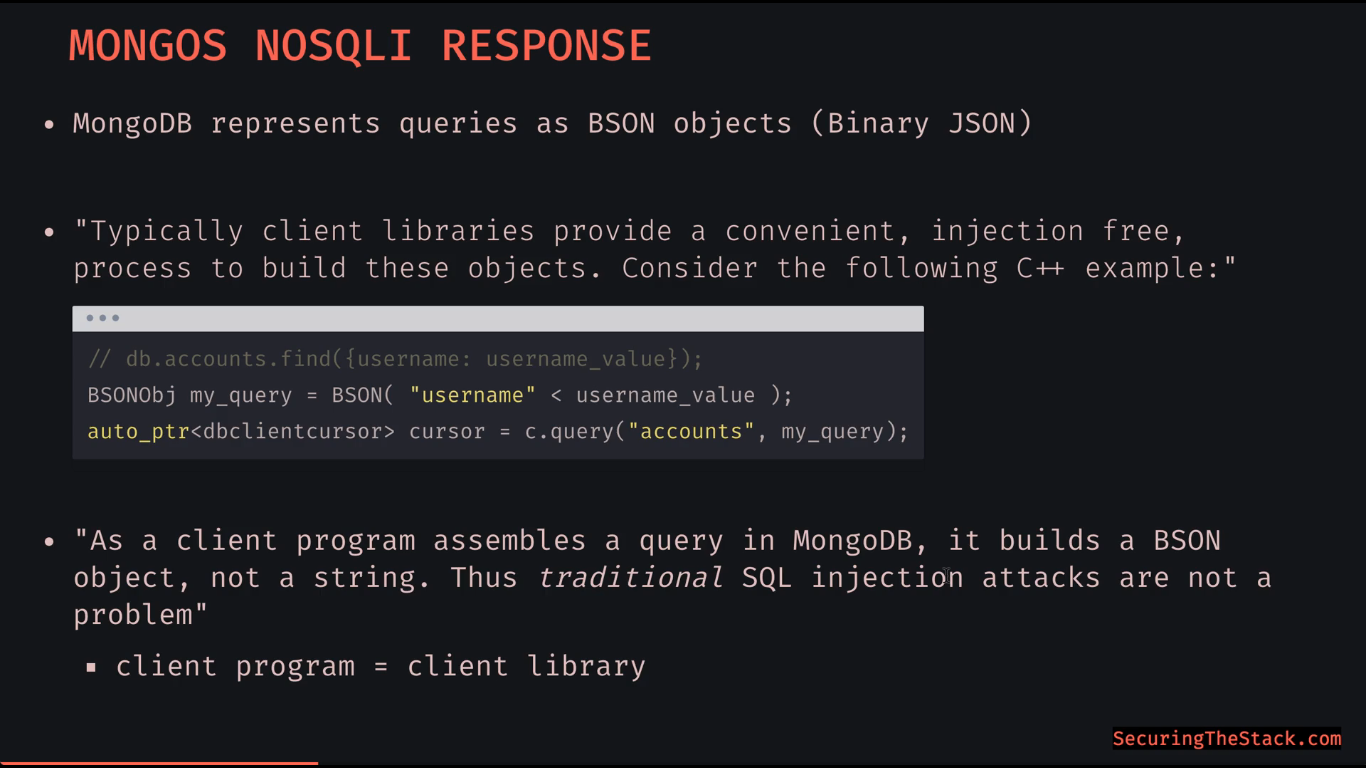 MONGOS NOSQLI RESPONSE
• MongoDB represents queries as BSON objects (Binary JSON)
• "Typically client libraries provide a convenient, injection free,
process to build these objects. Consider the following C++ example:"
// db.accounts.find({username: username_value});
BSONObj my_query = BSON( "username" < username_value );
auto_ptr<dbclientcursor> cursor = c.query("accounts", my_query);
• "As a client program assembles a query in MongoDB, it builds a BSON
object, not a string. Thus traditional SQL injection attacks are not a
problem"
▪ client program = client library
SecuringTheStack.com